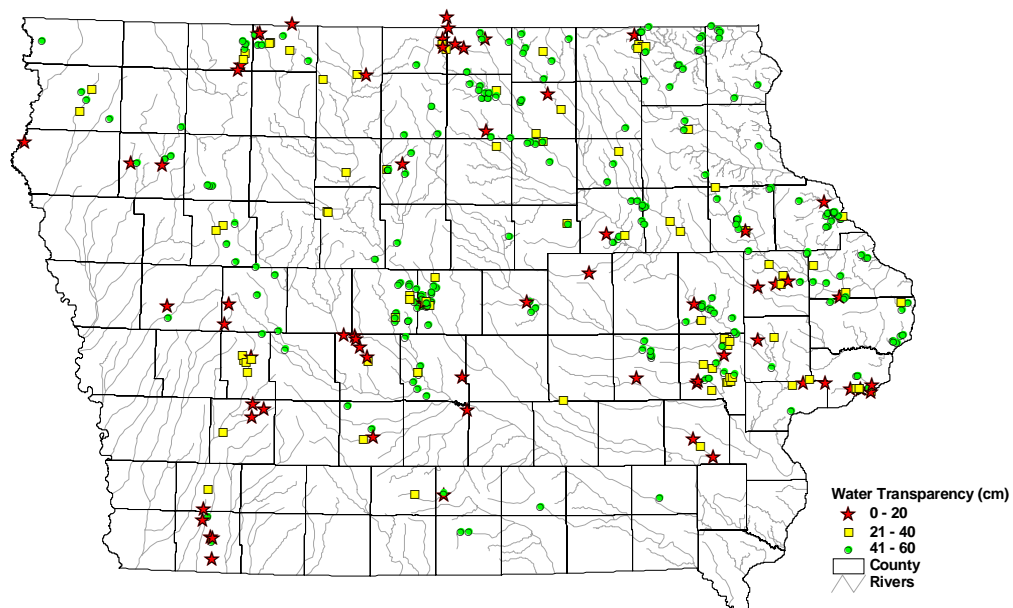 Water Transparency (cm)
0 - 20
21 - 40
41 - 60
County
Rivers